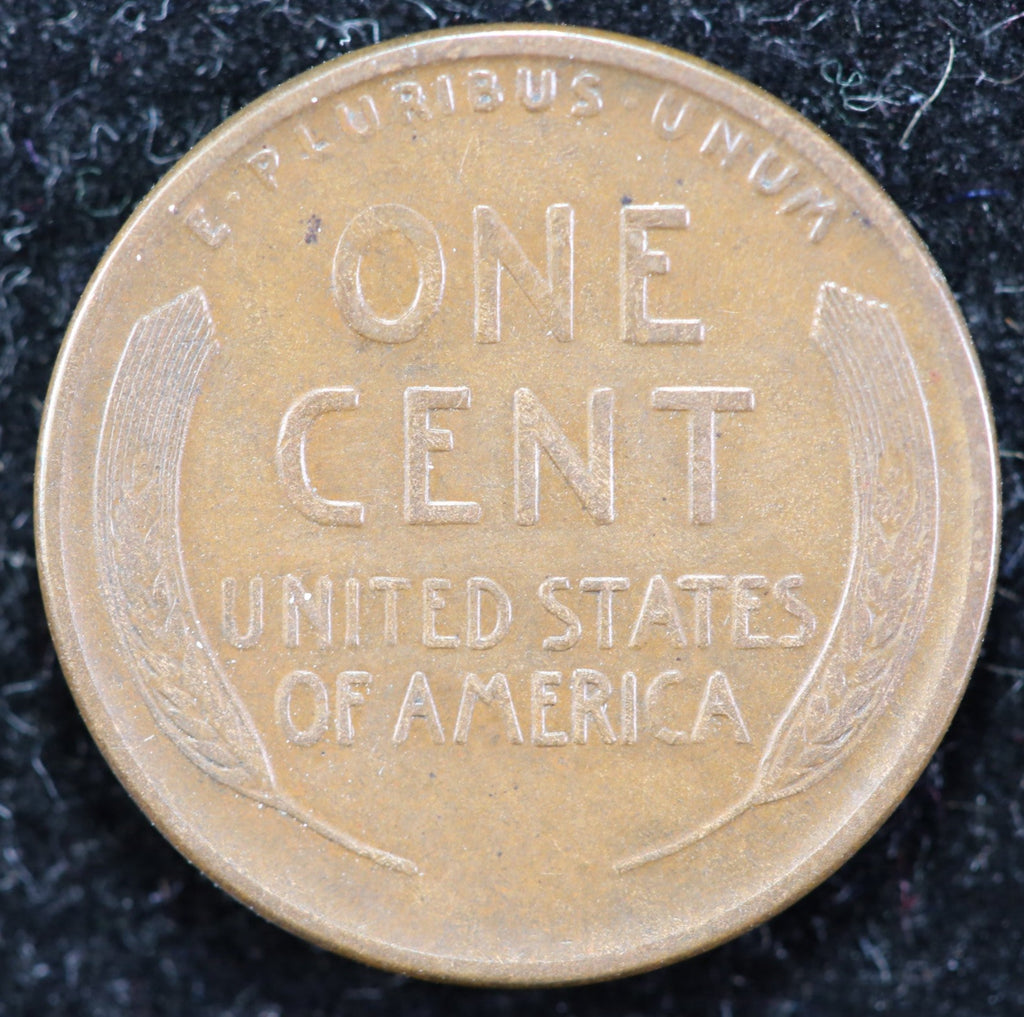 E · PLURIBUS · UNUM
ONE
CENT
UNITED STATES
OF AMERICA